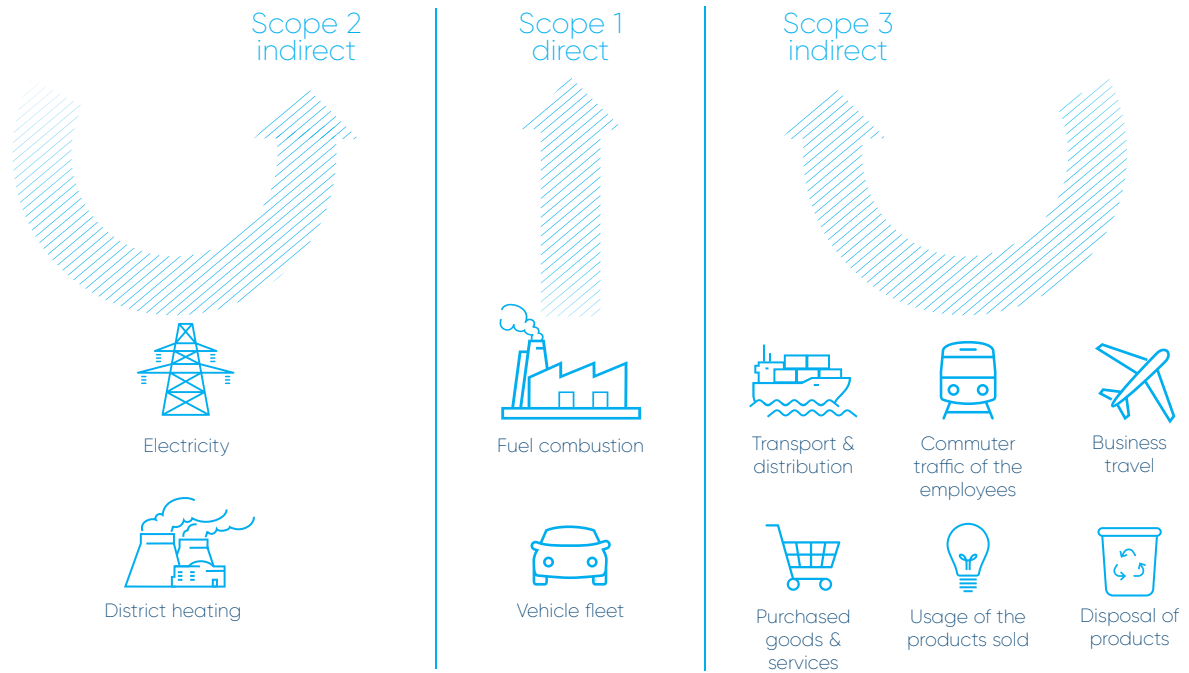 Scope 2
indirect
Electricity
District heating
Scope 1
direct
Fuel combustion
Vehicle fleet
Scope 3
indirect
Transport &
distribution
Commuter
traffic of the
employees
Business
travel
Purchased
goods &
services
Usage of the
products sold
Disposal of
products